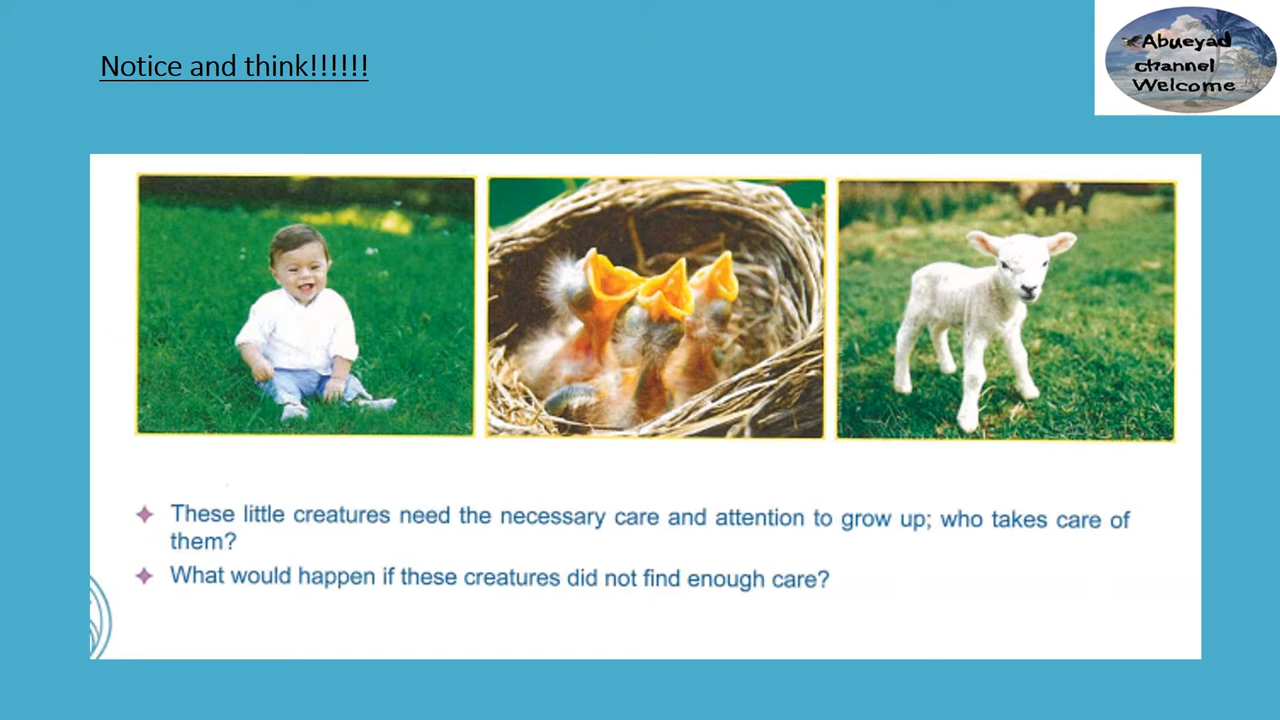 Notice and think!!!!!!
Abueyad
channel
Welcome
✦ These little creatures need the necessary care and attention to grow up; who takes care of
them?
✦ What would happen if these creatures did not find enough care?